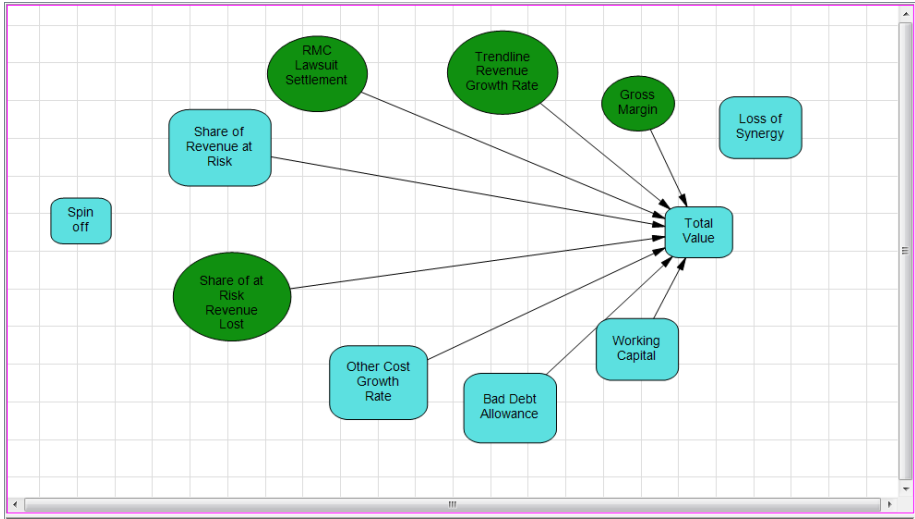 RMC
Lawsuit
Settlement
Trendline
Revenue
Growth Rate
Gross
Margin
Loss of
Synergy
Share of
Revenue at
Risk
Spin
off
Total
Value
Share of at
Risk
Revenue
Lost
Working
Capital
Other Cost
Growth
Rate
Bad Debt
Allowance